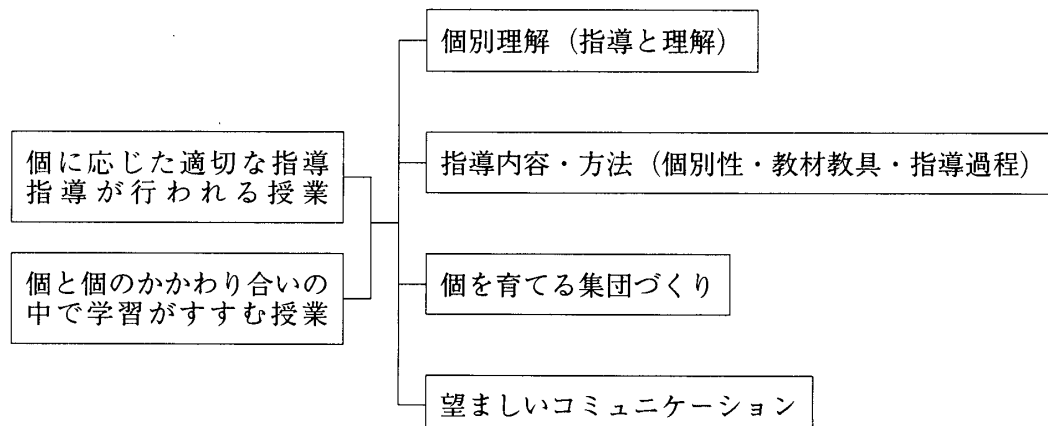 個別理解（指導と理解）
個に応じた適切な指導
指導が行われる授業
指導内容・方法（個別性・教材教具・指導過程）
個と個のかかわり合いの
中で学習がすすむ授業
個を育てる集団づくり
望ましいコミュニケーション